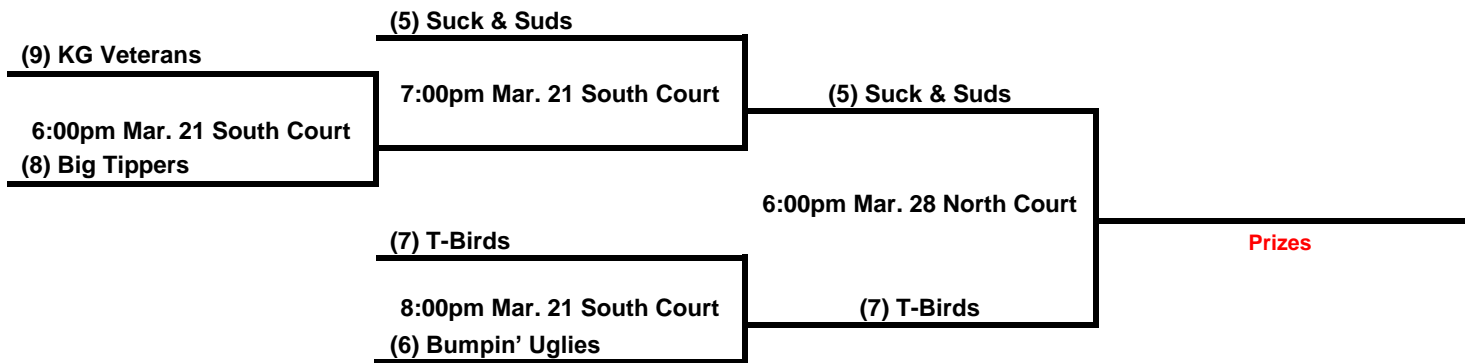 (5) Suck & Suds
(9) KG Veterans
7:00pm Mar. 21 South Court
(5) Suck & Suds
6:00pm Mar. 21 South Court
(8) Big Tippers
6:00pm Mar. 28 North Court
(7) T-Birds
Prizes
8:00pm Mar. 21 South Court
(7) T-Birds
(6) Bumpin’ Uglies